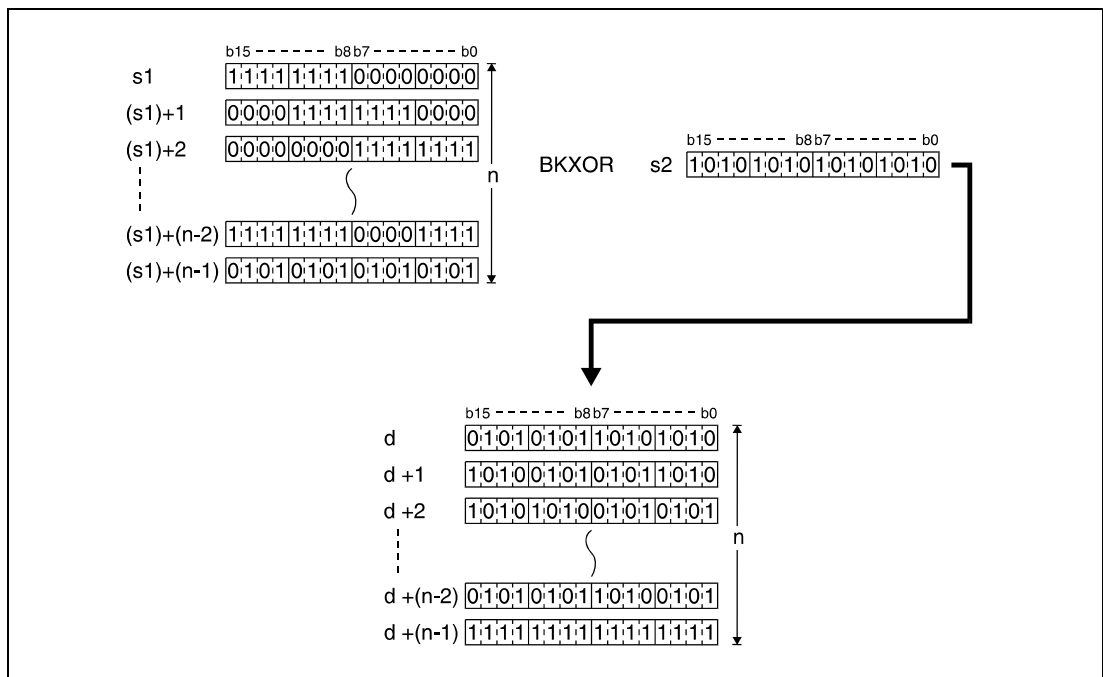 b15 ------ b8 b7 ------ b0
s1 1111111100000000
(s1)+1 0000111111110000
(s1)+2 0000000011111111
n
BKXOR s2
b15 ------ b8 b7 ------ b0
1010101010101010
(s1)+(n-2) 1111111100001111
(s1)+(n-1) 0101010101010101
b15 ------ b8 b7 ------ b0
d 0101010110101010
d +1 1010010101011010
d +2 1010101001010101
n
d +(n-2) 0101010110100101
d +(n-1) 1111111111111111